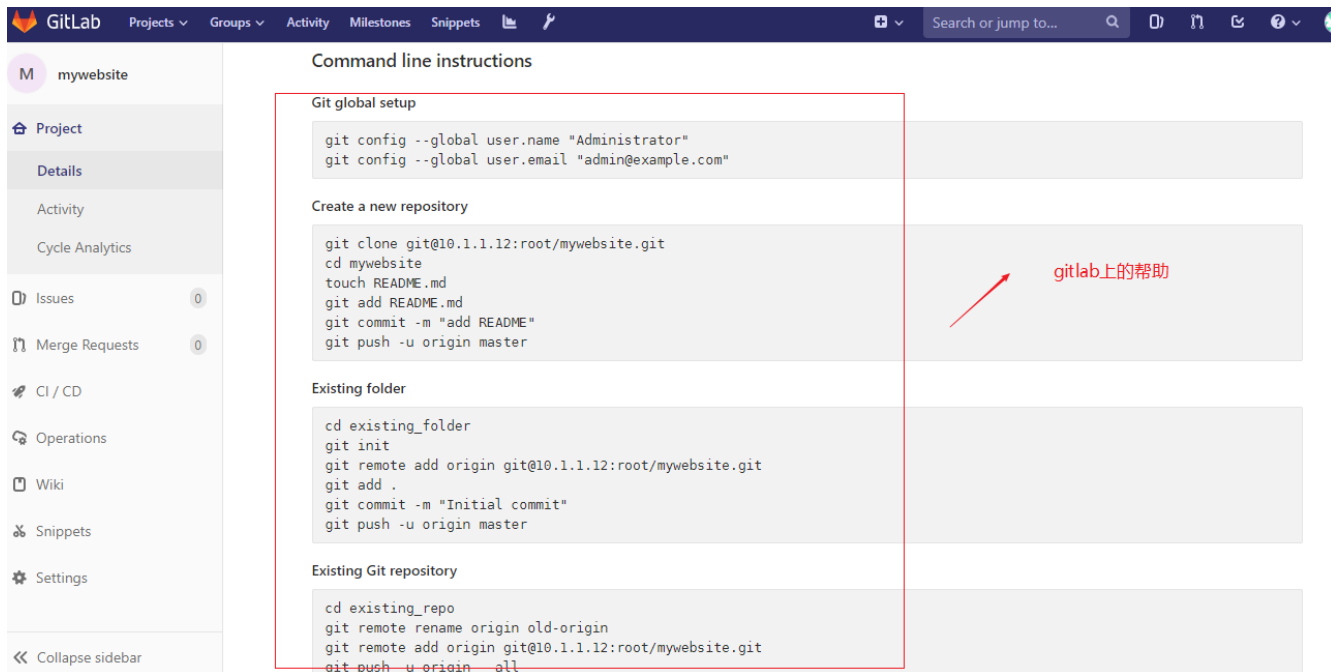 GitLab Projects Groups Activity Milestones Snippets Search or jump to...
M mywebsite
Project
Details
Activity
Cycle Analytics
Issues 0
Merge Requests 0
CI / CD
Operations
Wiki
Snippets
Settings
Collapse sidebar
Command line instructions
Git global setup
git config --global user.name "Administrator"
git config --global user.email "admin@example.com"
Create a new repository
git clone git@10.1.1.12:root/mywebsite.git
cd mywebsite
touch README.md
git add README.md
git commit -m "add README"
git push -u origin master
gitlab上的帮助
Existing folder
cd existing_folder
git init
git remote add origin git@10.1.1.12:root/mywebsite.git
git add .
git commit -m "Initial commit"
git push -u origin master
Existing Git repository
cd existing_repo
git remote rename origin old-origin
git remote add origin git@10.1.1.12:root/mywebsite.git
git push -u origin --all